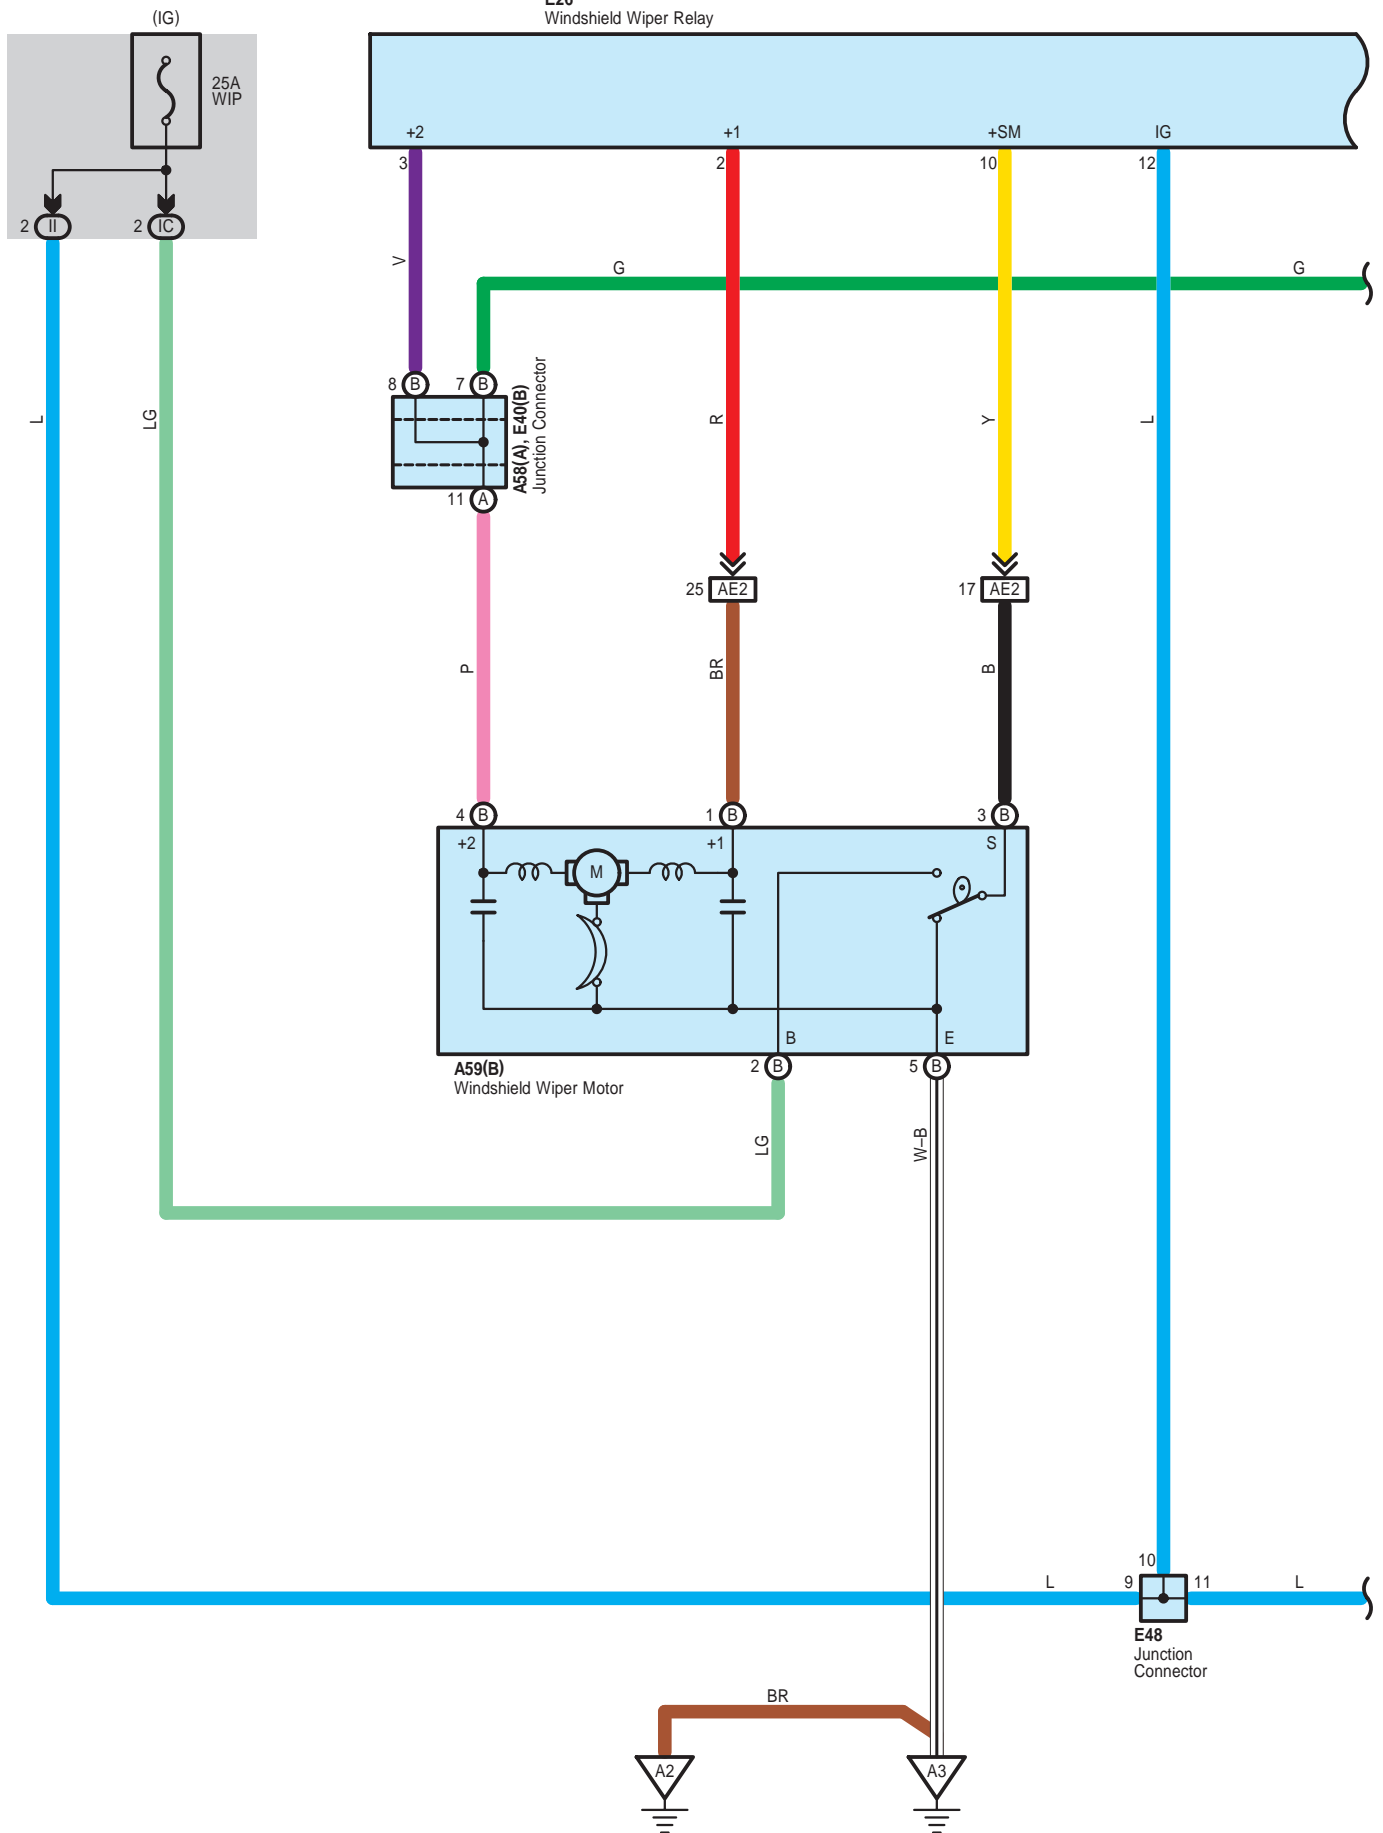 (IG)
Windshield Wiper Relay
25A
WIP
+2
+1
+SM
IG
3
2
10
12
2
II
2
IC
V
G
G
8
B
7
B
A58(A), E40(B)
Junction Connector
L
LG
R
Y
L
11
A
25
AE2
17
AE2
P
BR
B
4
B
1
B
3
B
+2
+1
S
M
B
E
A59(B)
Windshield Wiper Motor
2
B
5
B
LG
W–B
10
L
9
11
L
E48
Junction
Connector
BR
A2
A3